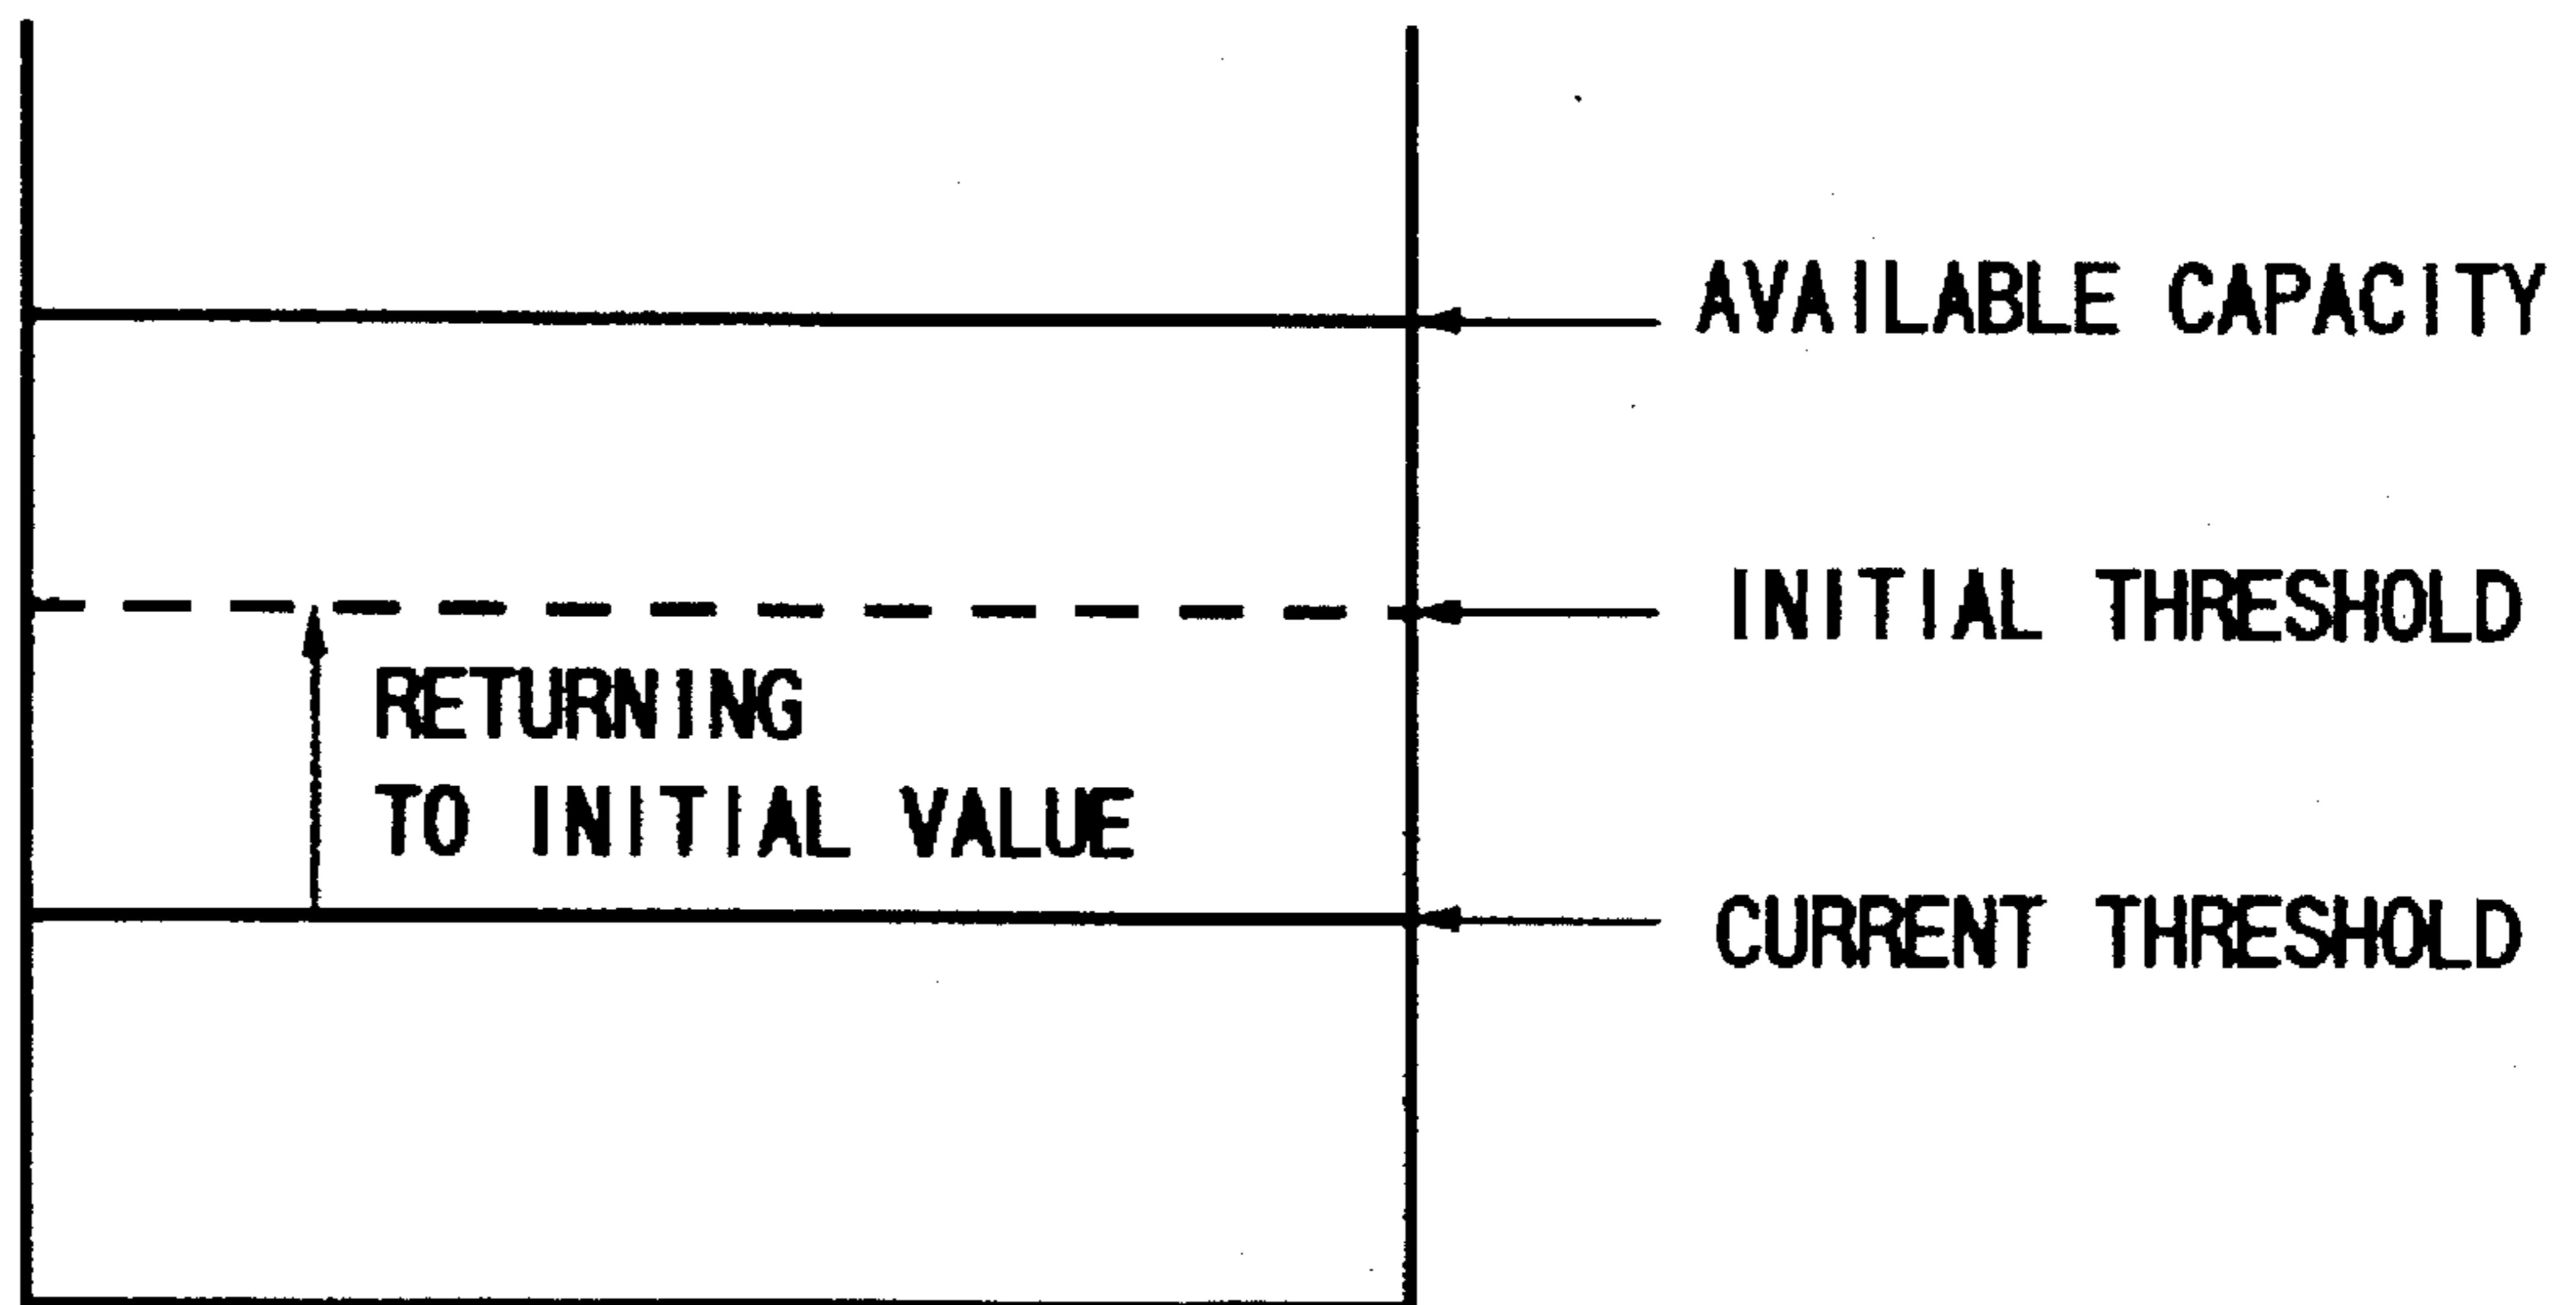 AVAILABLE CAPACITY
INITIAL THRESHOLD
RETURNING
TO INITIAL VALUE
CURRENT THRESHOLD